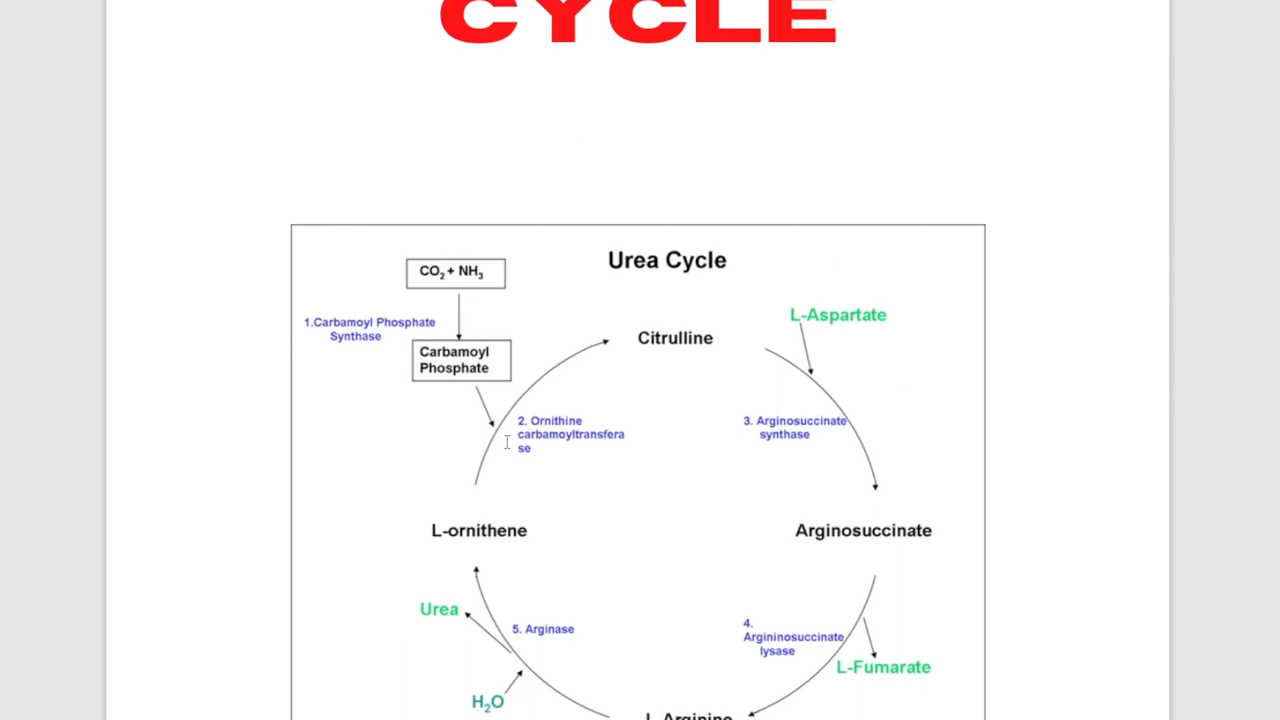 CYCLE
Urea Cycle
CO2 + NH3
1.Carbamoyl Phosphate
Synthase
Carbamoyl
Phosphate
Citrulline
L-Aspartate
2. Ornithine
carbamoyltransfera
se
3. Arginosuccinate
synthase
L-ornithene
Arginosuccinate
Urea
5. Arginase
4.
Argininosuccinate
lysase
L-Fumarate
H2O
L-Arginine